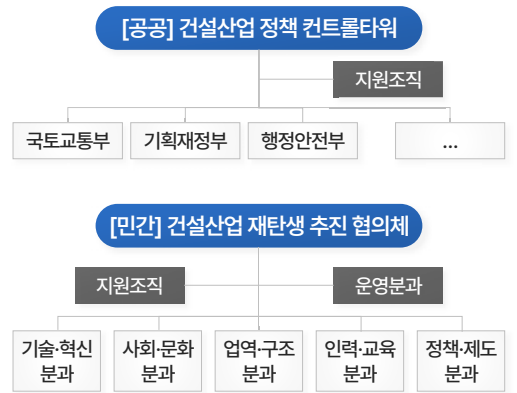 [공공] 건설산업 정책 컨트롤타워
지원조직
국토교통부 기획재정부 행정안전부 ...
[민간] 건설산업 재탄생 추진 협의체
지원조직 운영분과
기술·혁신 사회·문화 업역·구조 인력·교육 정책·제도
분과 분과 분과 분과 분과